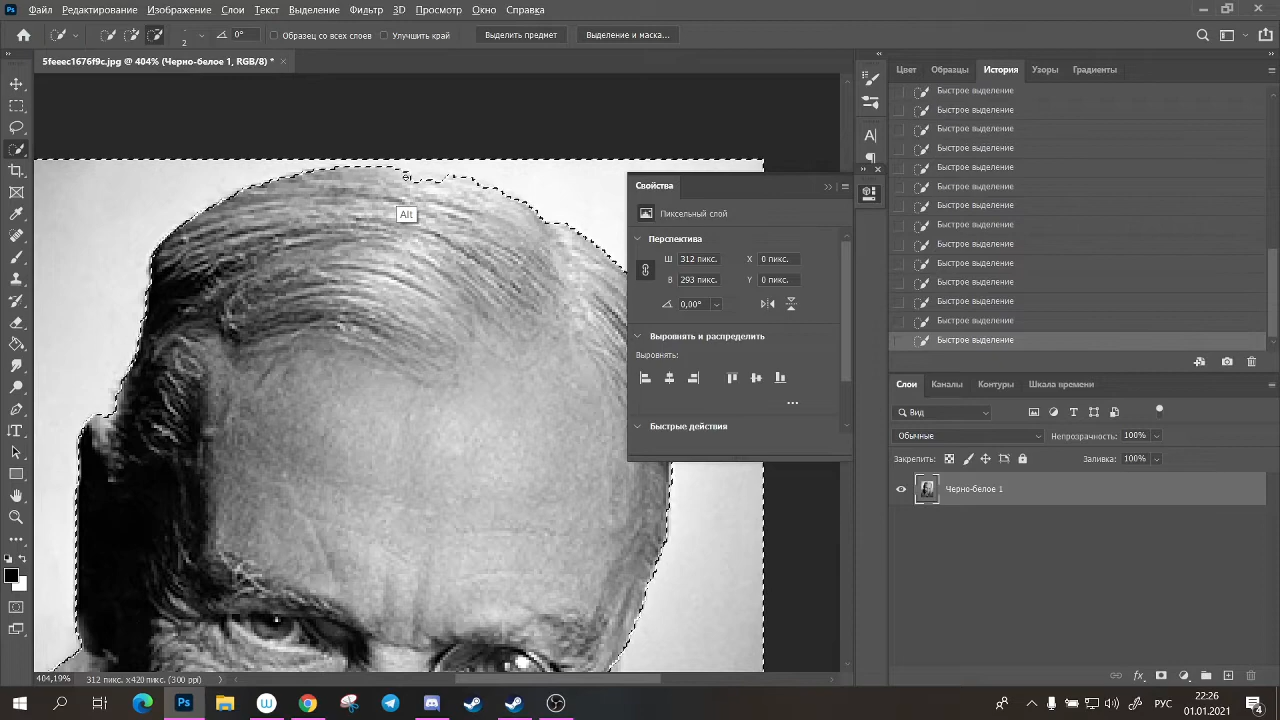 Ps Файл Редактирование Изображение Слои Текст Выделение Фильтр 3D Просмотр Окно Справка
2 0° Образец со всех слоев Улучшить край Выделить предмет Выделение и маска...
5feeec1676f9c.jpg @ 404% (Черно-белое 1, RGB/8) *
Цвет Образцы История Узоры Градиенты
Быстрое выделение
Быстрое выделение
Быстрое выделение
Быстрое выделение
Быстрое выделение
Быстрое выделение
Быстрое выделение
Быстрое выделение
Быстрое выделение
Быстрое выделение
Быстрое выделение
Быстрое выделение
Быстрое выделение
Быстрое выделение
Alt
Свойства
Пиксельный слой
Перспектива
Ш 312 пикс. X 0 пикс.
В 293 пикс. Y 0 пикс.
0,00°
Выровнять и распределить
Выровнять:
Быстрые действия
Слои Каналы Контуры Шкала времени
Вид
Обычные Непрозрачность: 100%
Закрепить: Заливка: 100%
Черно-белое 1
404,19% 312 пикс. x 420 пикс. (300 ppi)
Ps
РУС
22:26
01.01.2021